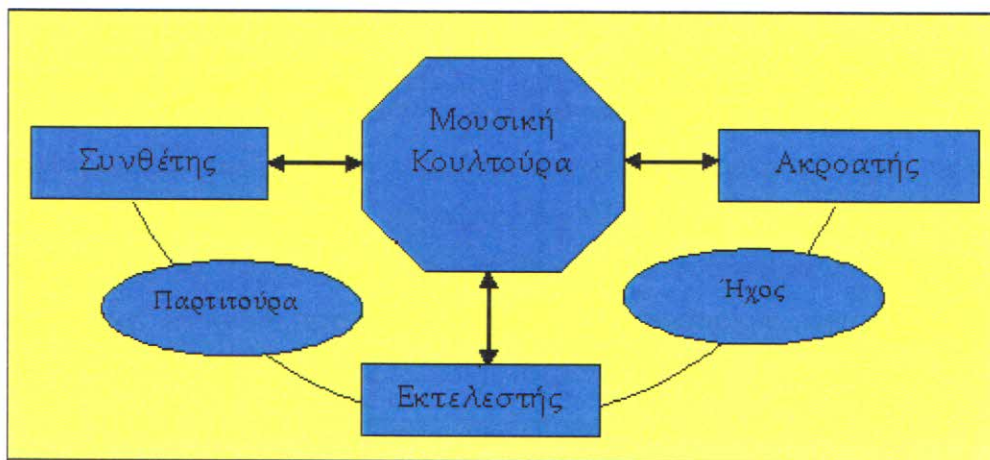 Μουσική
Κουλτούρα
Συνθέτης
Ακροατής
Παρτιτούρα
Ήχος
Εκτελεστής